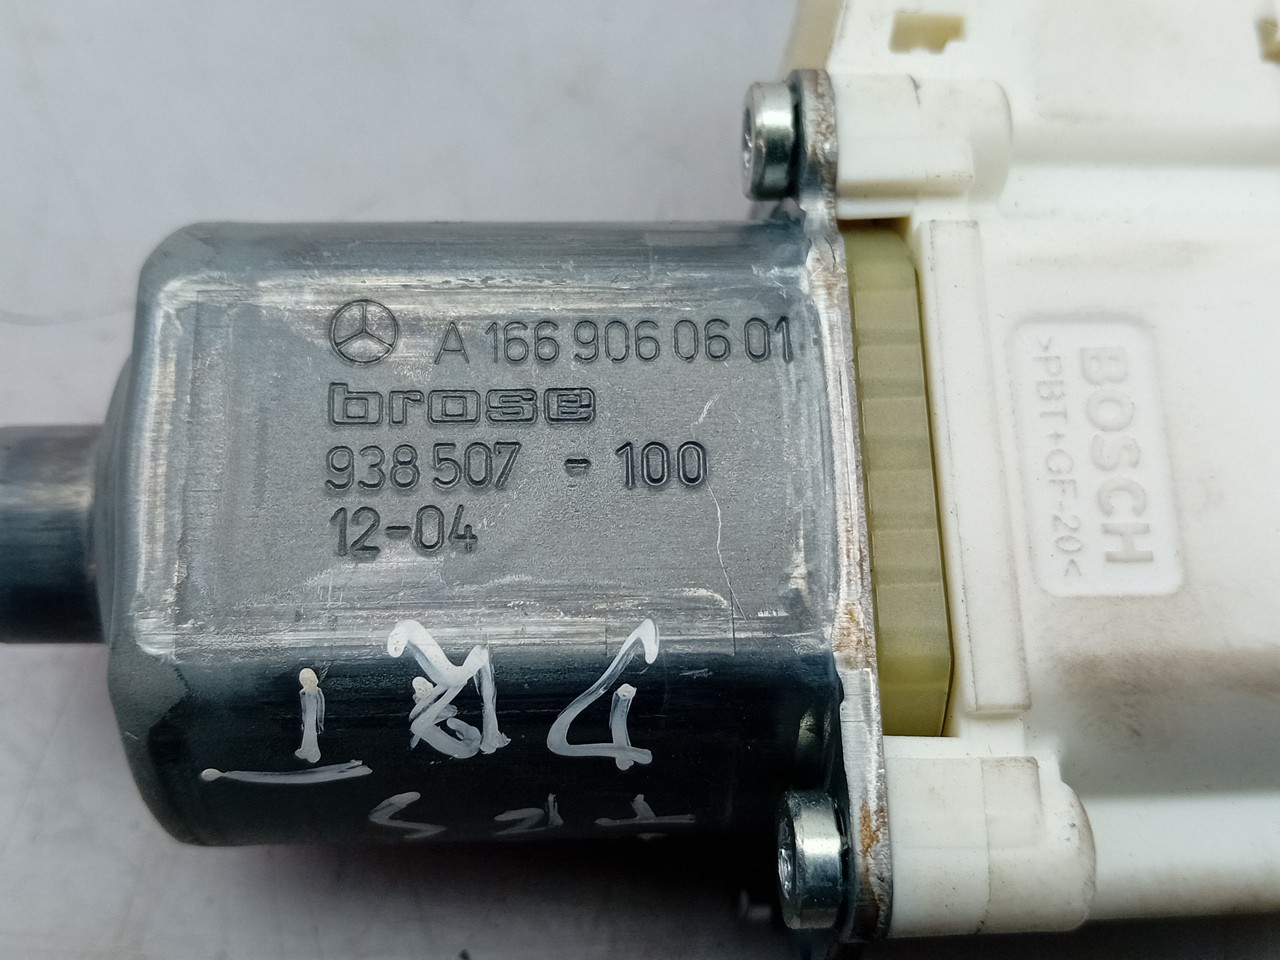 A 166 906 06 01
brose
938 507 - 100
12-04
BOSCH
>PBT+GF-20<